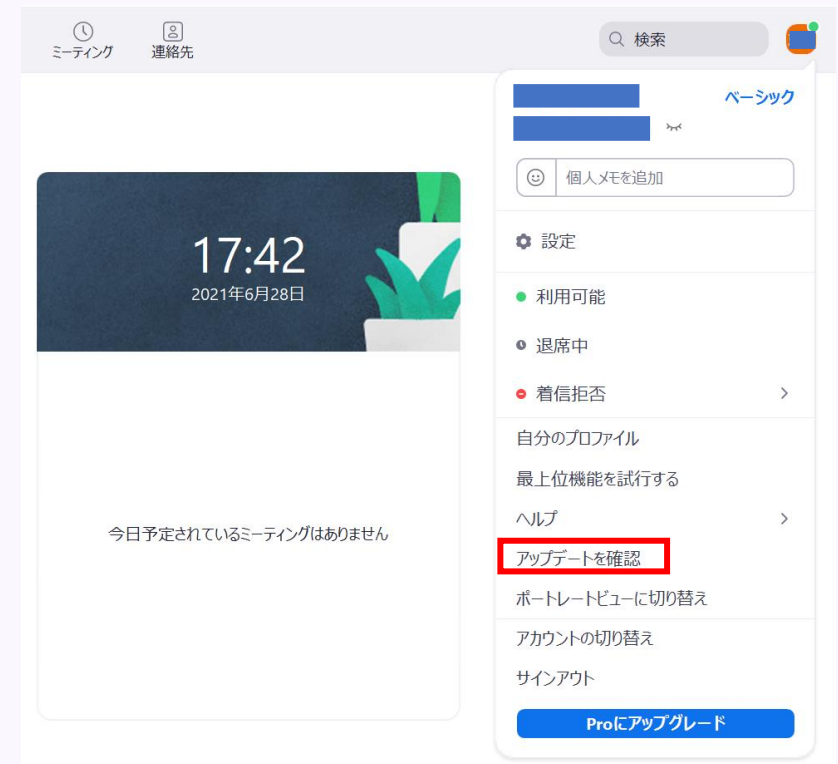 ミーティング
連絡先
検索
ベーシック
個人メモを追加
設定
利用可能
退席中
着信拒否
自分のプロファイル
最上位機能を試行する
ヘルプ
アップデートを確認
ポートレートビューに切り替え
アカウントの切り替え
サインアウト
Proにアップグレード
17:42
2021年6月28日
今日予定されているミーティングはありません